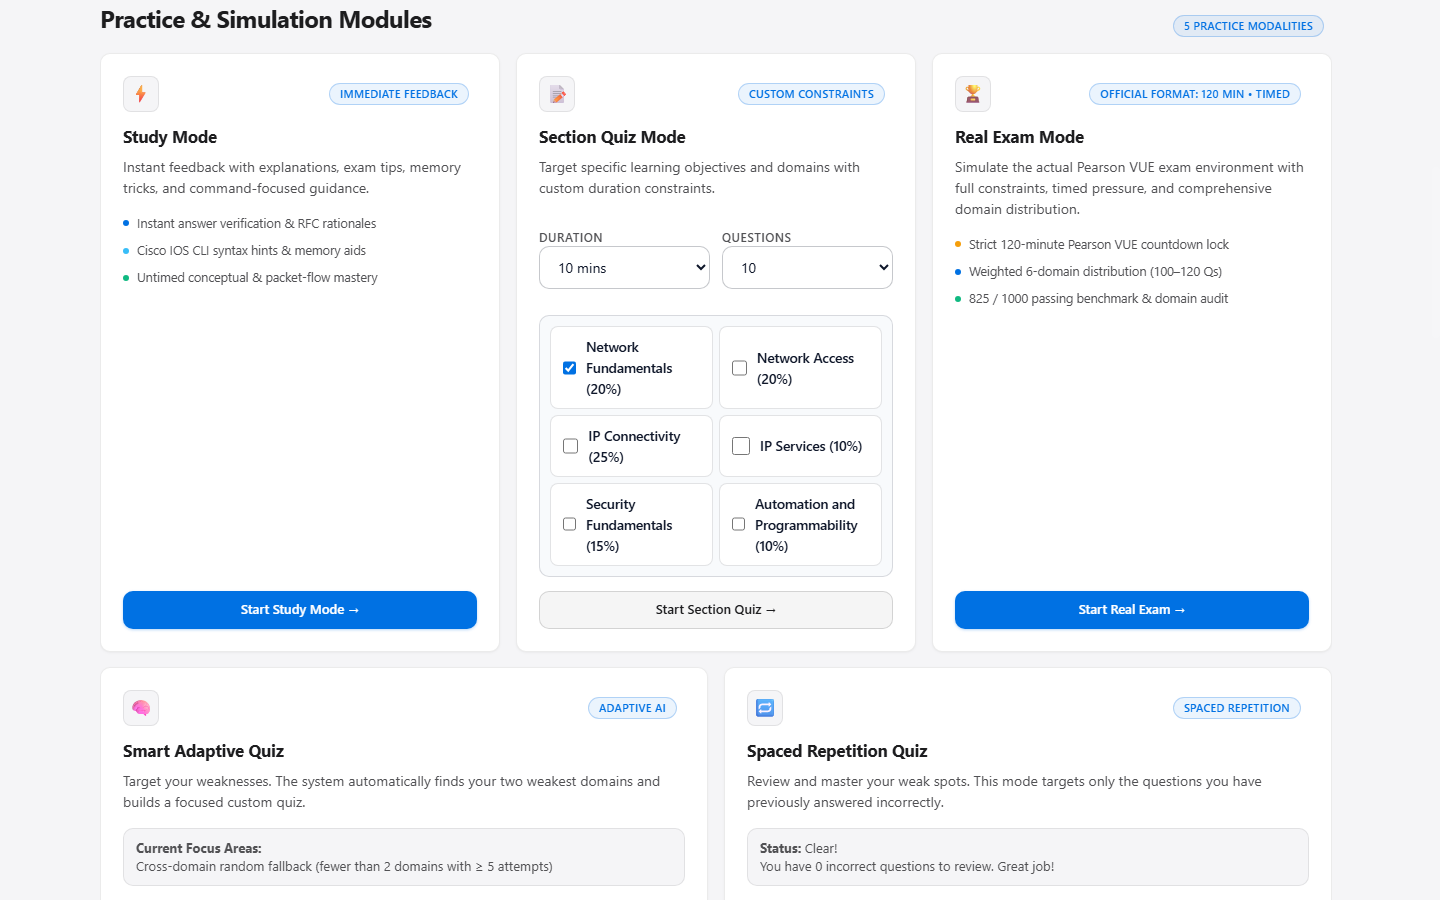 Practice & Simulation Modules
5 PRACTICE MODALITIES
IMMEDIATE FEEDBACK
Study Mode
Instant feedback with explanations, exam tips, memory
tricks, and command-focused guidance.
Instant answer verification & RFC rationales
Cisco IOS CLI syntax hints & memory aids
Untimed conceptual & packet-flow mastery
Start Study Mode →
CUSTOM CONSTRAINTS
Section Quiz Mode
Target specific learning objectives and domains with
custom duration constraints.
DURATION
10 mins
QUESTIONS
10
Network
Fundamentals
(20%)
Network Access
(20%)
IP Connectivity
(25%)
IP Services (10%)
Security
Fundamentals
(15%)
Automation and
Programmability
(10%)
Start Section Quiz →
OFFICIAL FORMAT: 120 MIN • TIMED
Real Exam Mode
Simulate the actual Pearson VUE exam environment with
full constraints, timed pressure, and comprehensive
domain distribution.
Strict 120-minute Pearson VUE countdown lock
Weighted 6-domain distribution (100–120 Qs)
825 / 1000 passing benchmark & domain audit
Start Real Exam →
ADAPTIVE AI
Smart Adaptive Quiz
Target your weaknesses. The system automatically finds your two weakest domains and
builds a focused custom quiz.
Current Focus Areas:
Cross-domain random fallback (fewer than 2 domains with ≥ 5 attempts)
SPACED REPETITION
Spaced Repetition Quiz
Review and master your weak spots. This mode targets only the questions you have
previously answered incorrectly.
Status: Clear!
You have 0 incorrect questions to review. Great job!